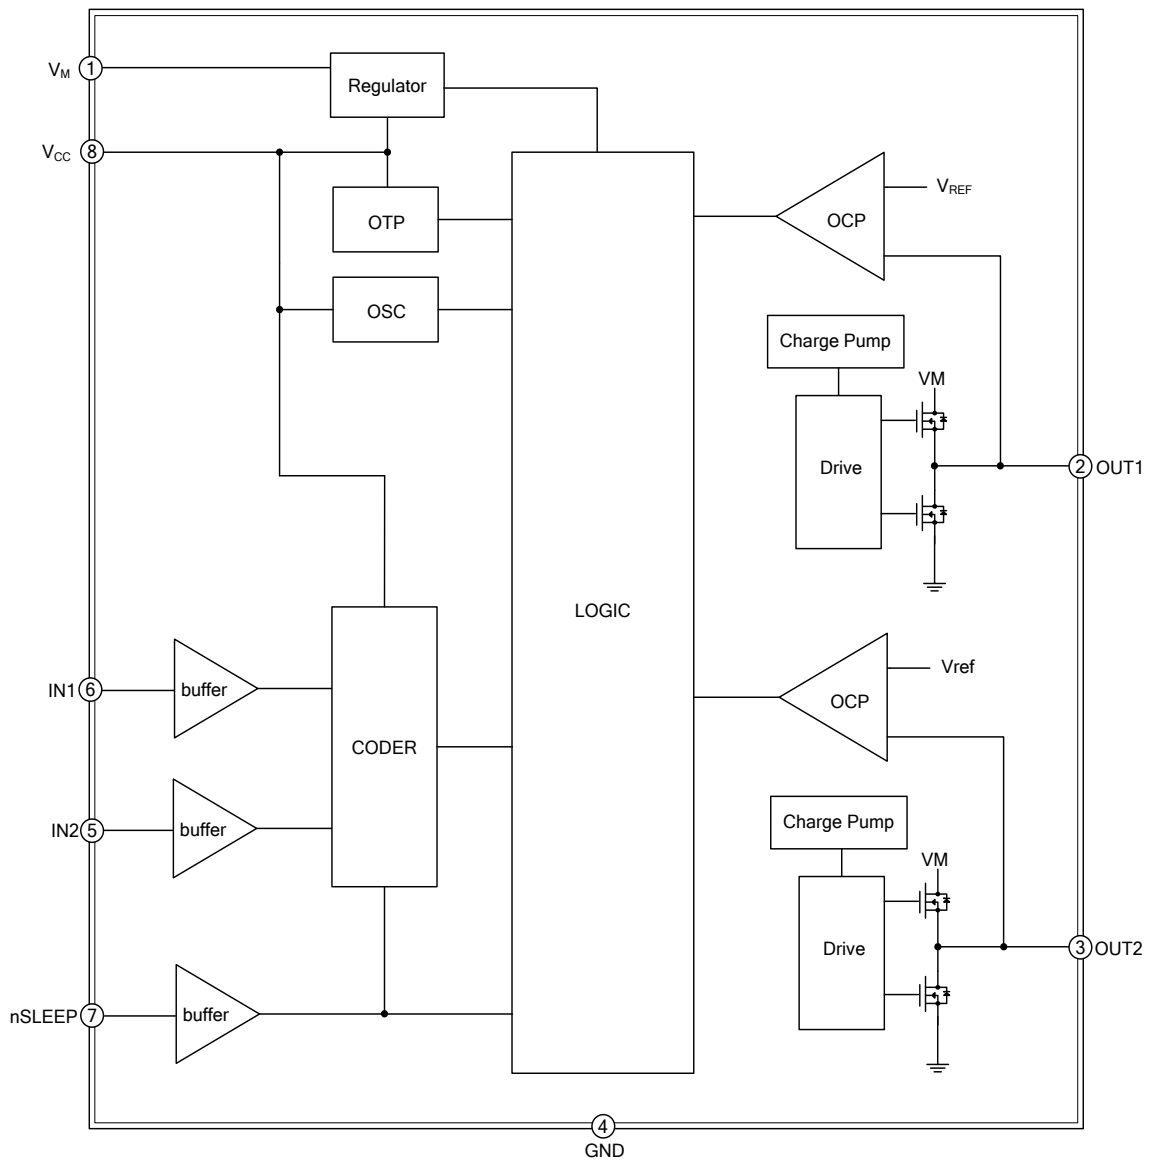 V_M 1
Regulator
V_CC 8
OTP
OSC
LOGIC
OCP
V_REF
Charge Pump
VM
Drive
2 OUT1
IN1 6
buffer
CODER
IN2 5
buffer
OCP
Vref
Charge Pump
VM
Drive
3 OUT2
nSLEEP 7
buffer
4
GND